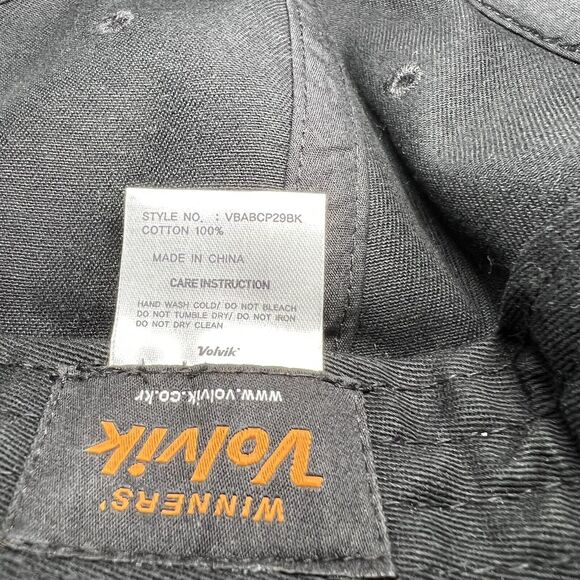 STYLE NO. : VBABCP29BK
COTTON 100%
MADE IN CHINA
CARE INSTRUCTION
HAND WASH COLD/ DO NOT BLEACH
DO NOT TUMBLE DRY/ DO NOT IRON
DO NOT DRY CLEAN
Volvik
WINNERS'
Volvik
www.volvik.co.kr